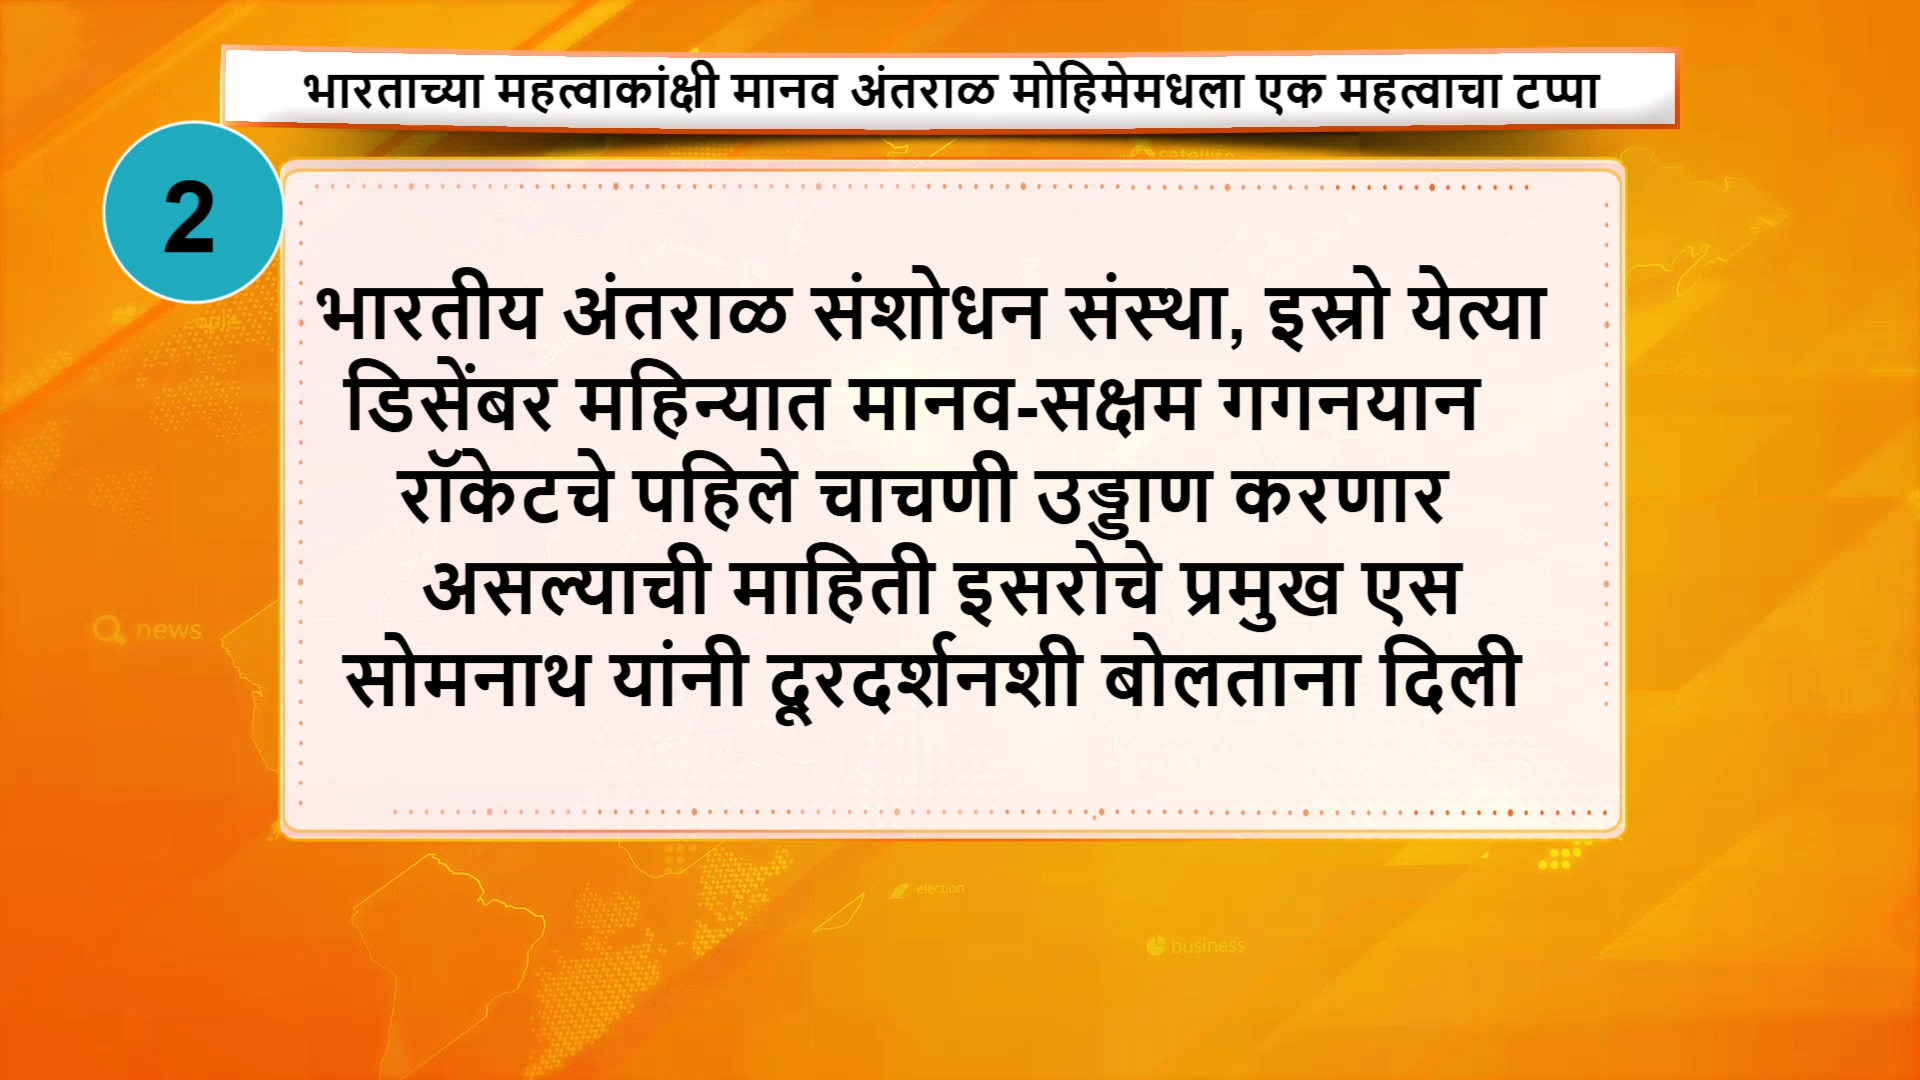 भारताच्या महत्वाकांक्षी मानव अंतराळ मोहिमेमधला एक महत्वाचा टप्पा
2
satellite
भारतीय अंतराळ संशोधन संस्था, इस्रो येत्या
डिसेंबर महिन्यात मानव-सक्षम गगनयान
रॉकेटचे पहिले चाचणी उड्डाण करणार
असल्याची माहिती इसरोचे प्रमुख एस
सोमनाथ यांनी दूरदर्शनशी बोलताना दिली
news
election
business